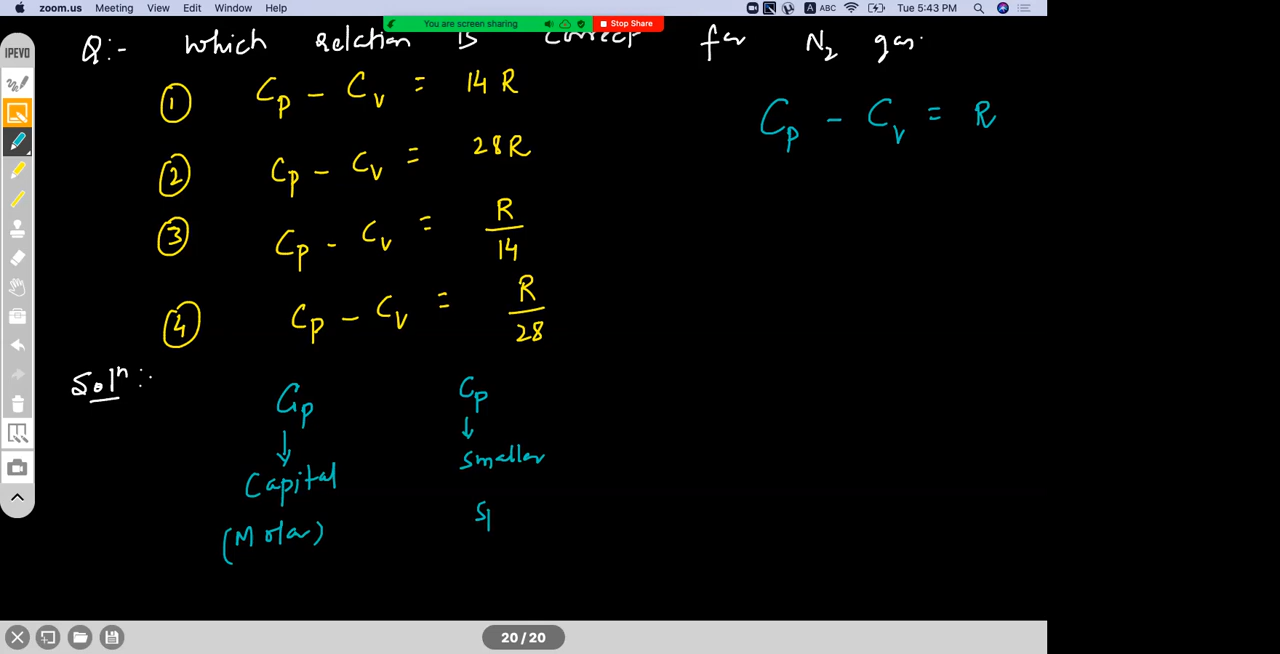 zoom.us Meeting View Edit Window Help ABC Tue 5:43 PM
You are screen sharing Stop Share
IPEVO
Q:- which relation is correct for N2 gas.
① Cp - Cv = 14 R
② Cp - Cv = 28R
③ Cp - Cv = R/14
④ Cp - Cv = R/28
Cp - Cv = R
Solⁿ :-
Cp cp
↓ ↓
Capital smaller
(Molar) sp
20 / 20